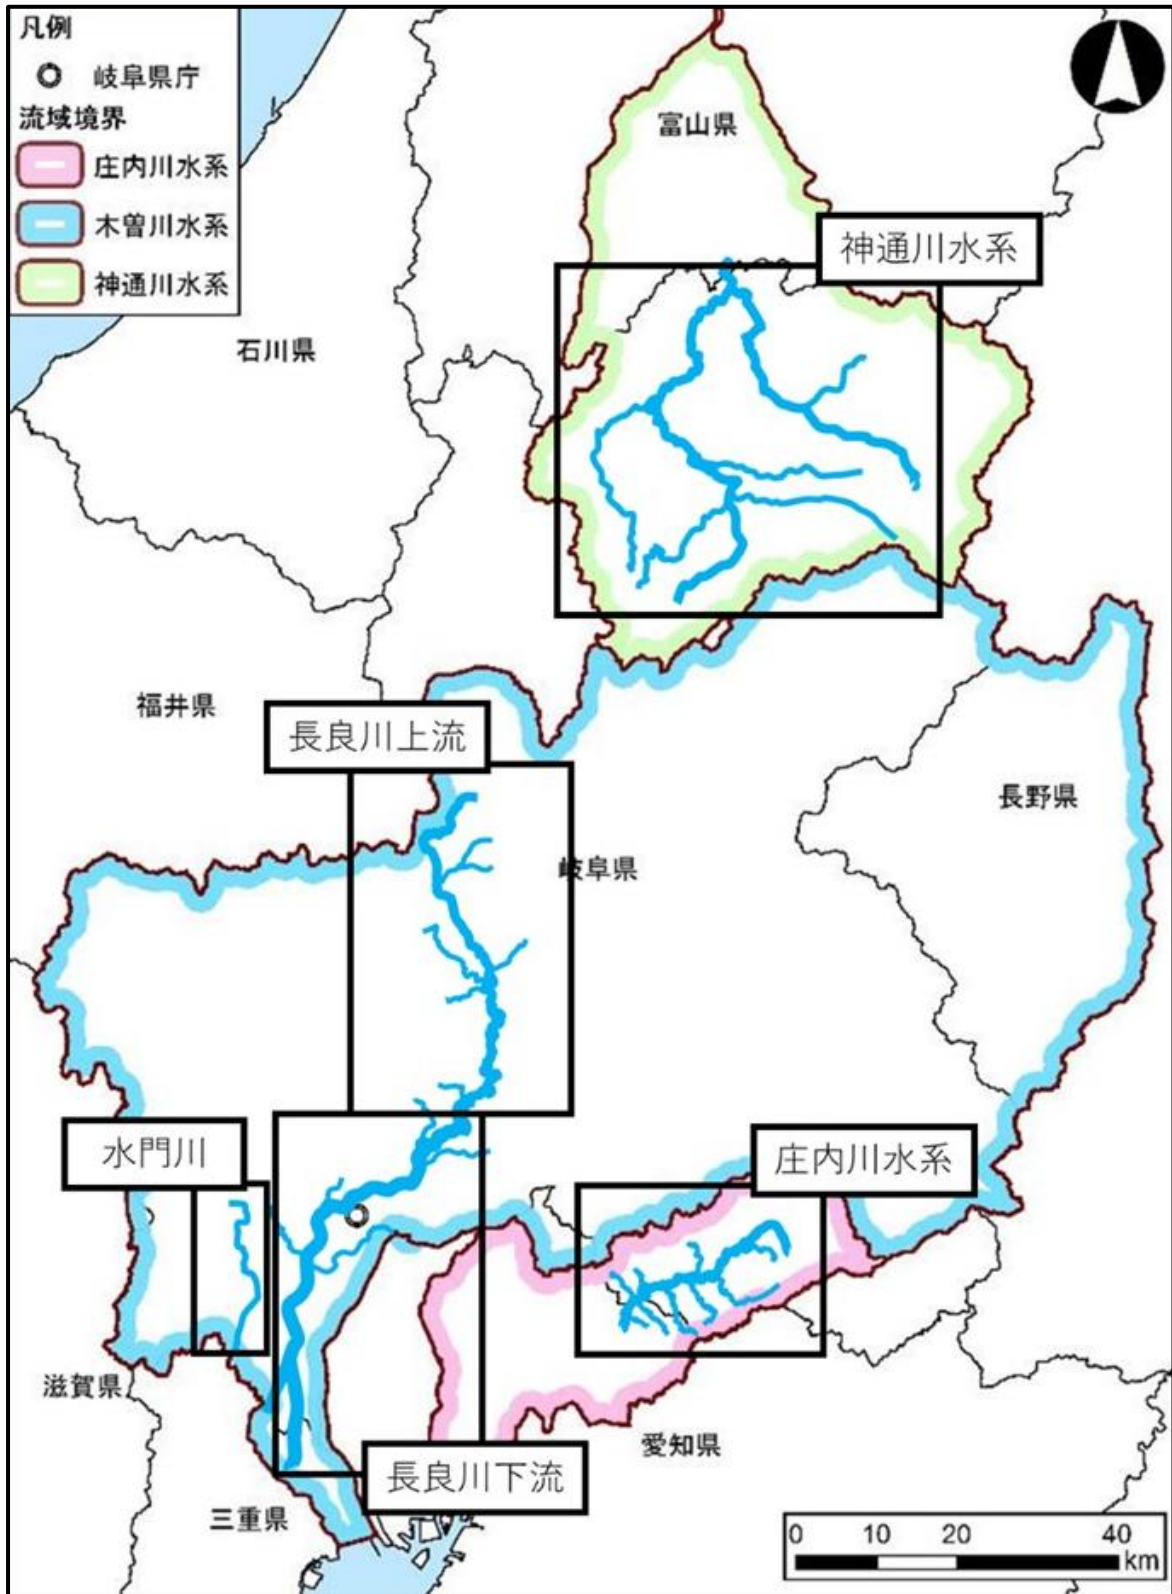 凡例
岐阜県庁
流域境界
庄内川水系
木曽川水系
神通川水系
富山県
神通川水系
石川県
福井県
長良川上流
長野県
岐阜県
水門川
庄内川水系
滋賀県
愛知県
長良川下流
三重県
0 10 20 40
km